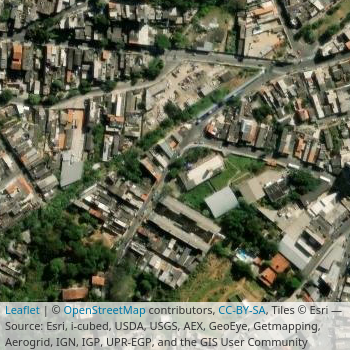 Leaflet | © OpenStreetMap contributors, CC-BY-SA, Tiles © Esri —
Source: Esri, i-cubed, USDA, USGS, AEX, GeoEye, Getmapping,
Aerogrid, IGN, IGP, UPR-EGP, and the GIS User Community